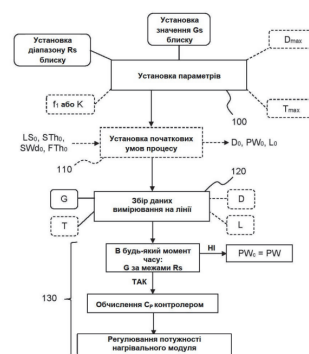 Установка
діапазону Rs
блиску
Установка
значення Gs
блиску
Dmax
Установка параметрів
f₁ або K
Tmax
100
LS₀, STh₀,
SWd₀, FTh₀
Установка початкових
умов процесу
D₀, PW₀, L₀
110
120
G
Збір даних
вимірювання на лінії
D
T
L
В будь-який момент
часу:
G за межами Rs
НІ
PW₀ = PW
ТАК
130
Обчислення Cₚ контролером
Регулювання потужності
нагрівального модуля